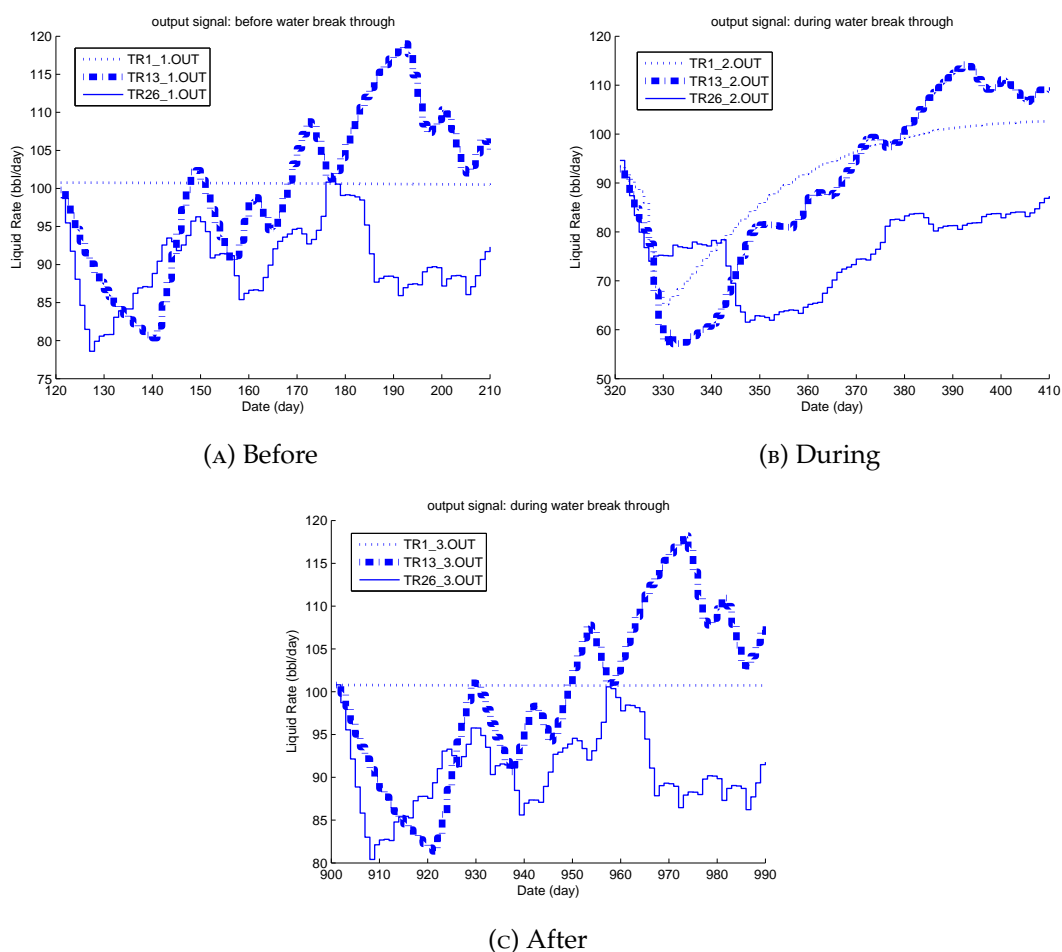 output signal: before water break through
TR1_1.OUT
TR13_1.OUT
TR26_1.OUT
Liquid Rate (bbl/day)
120
115
110
105
100
95
90
85
80
75
120 130 140 150 160 170 180 190 200 210
Date (day)
(A) Before
output signal: during water break through
TR1_2.OUT
TR13_2.OUT
TR26_2.OUT
Liquid Rate (bbl/day)
120
110
100
90
80
70
60
50
320 330 340 350 360 370 380 390 400 410
Date (day)
(B) During
output signal: during water break through
TR1_3.OUT
TR13_3.OUT
TR26_3.OUT
Liquid Rate (bbl/day)
120
115
110
105
100
95
90
85
80
900 910 920 930 940 950 960 970 980 990
Date (day)
(C) After